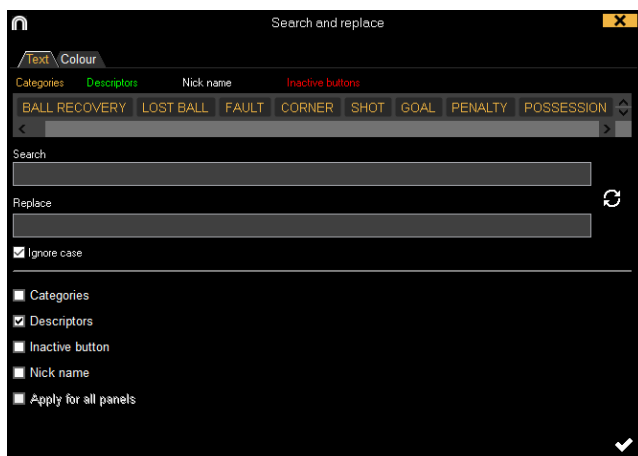 Search and replace
Text Colour
Categories Descriptors Nick name Inactive buttons
BALL RECOVERY LOST BALL FAULT CORNER SHOT GOAL PENALTY POSSESSION
Search
Replace
Ignore case
Categories
Descriptors
Inactive button
Nick name
Apply for all panels